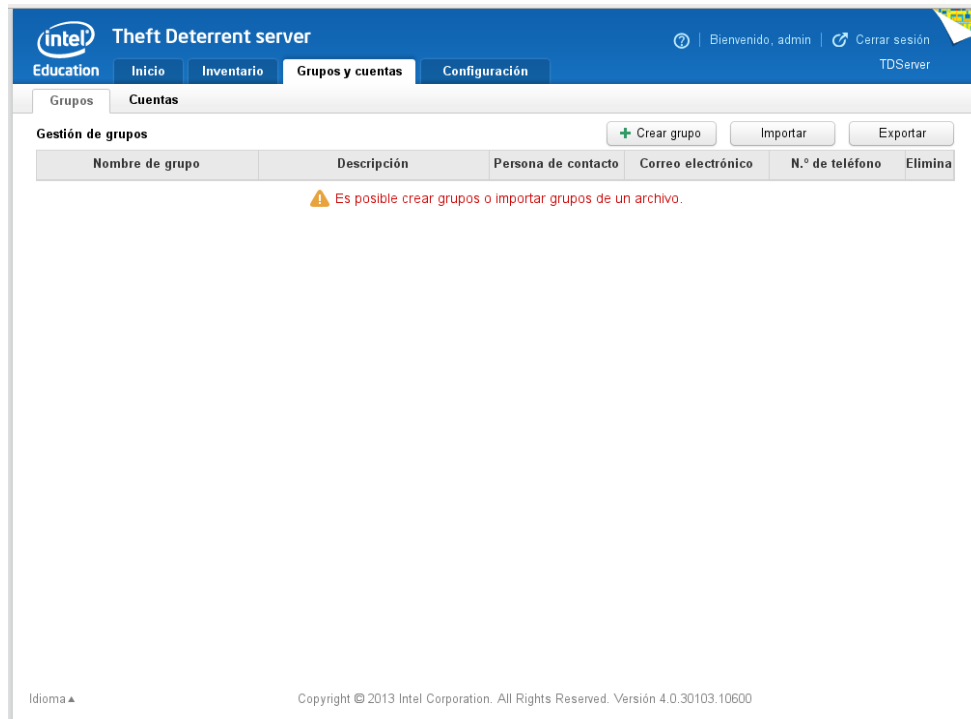 intel Theft Deterrent server
Bienvenido, admin | Cerrar sesión
Education Inicio Inventario Grupos y cuentas Configuración TDServer
Grupos Cuentas
Gestión de grupos + Crear grupo Importar Exportar
Nombre de grupo Descripción Persona de contacto Correo electrónico N.º de teléfono Elimina
Es posible crear grupos o importar grupos de un archivo.
Idioma ▴ Copyright © 2013 Intel Corporation. All Rights Reserved. Versión 4.0.30103.10600